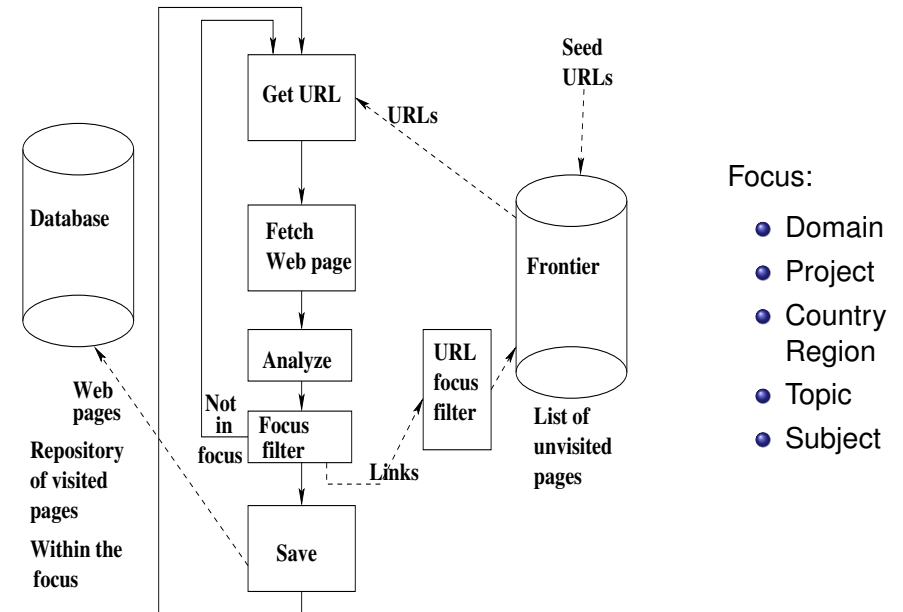 Seed
URLs
Get URL
URLs
Database
Fetch
Web page
Frontier
Analyze
URL
focus
filter
Web
pages
Not
in
focus
Focus
filter
Links
List of
unvisited
pages
Repository
of visited
pages
Within the
focus
Save
Focus:
Domain
Project
Country
Region
Topic
Subject